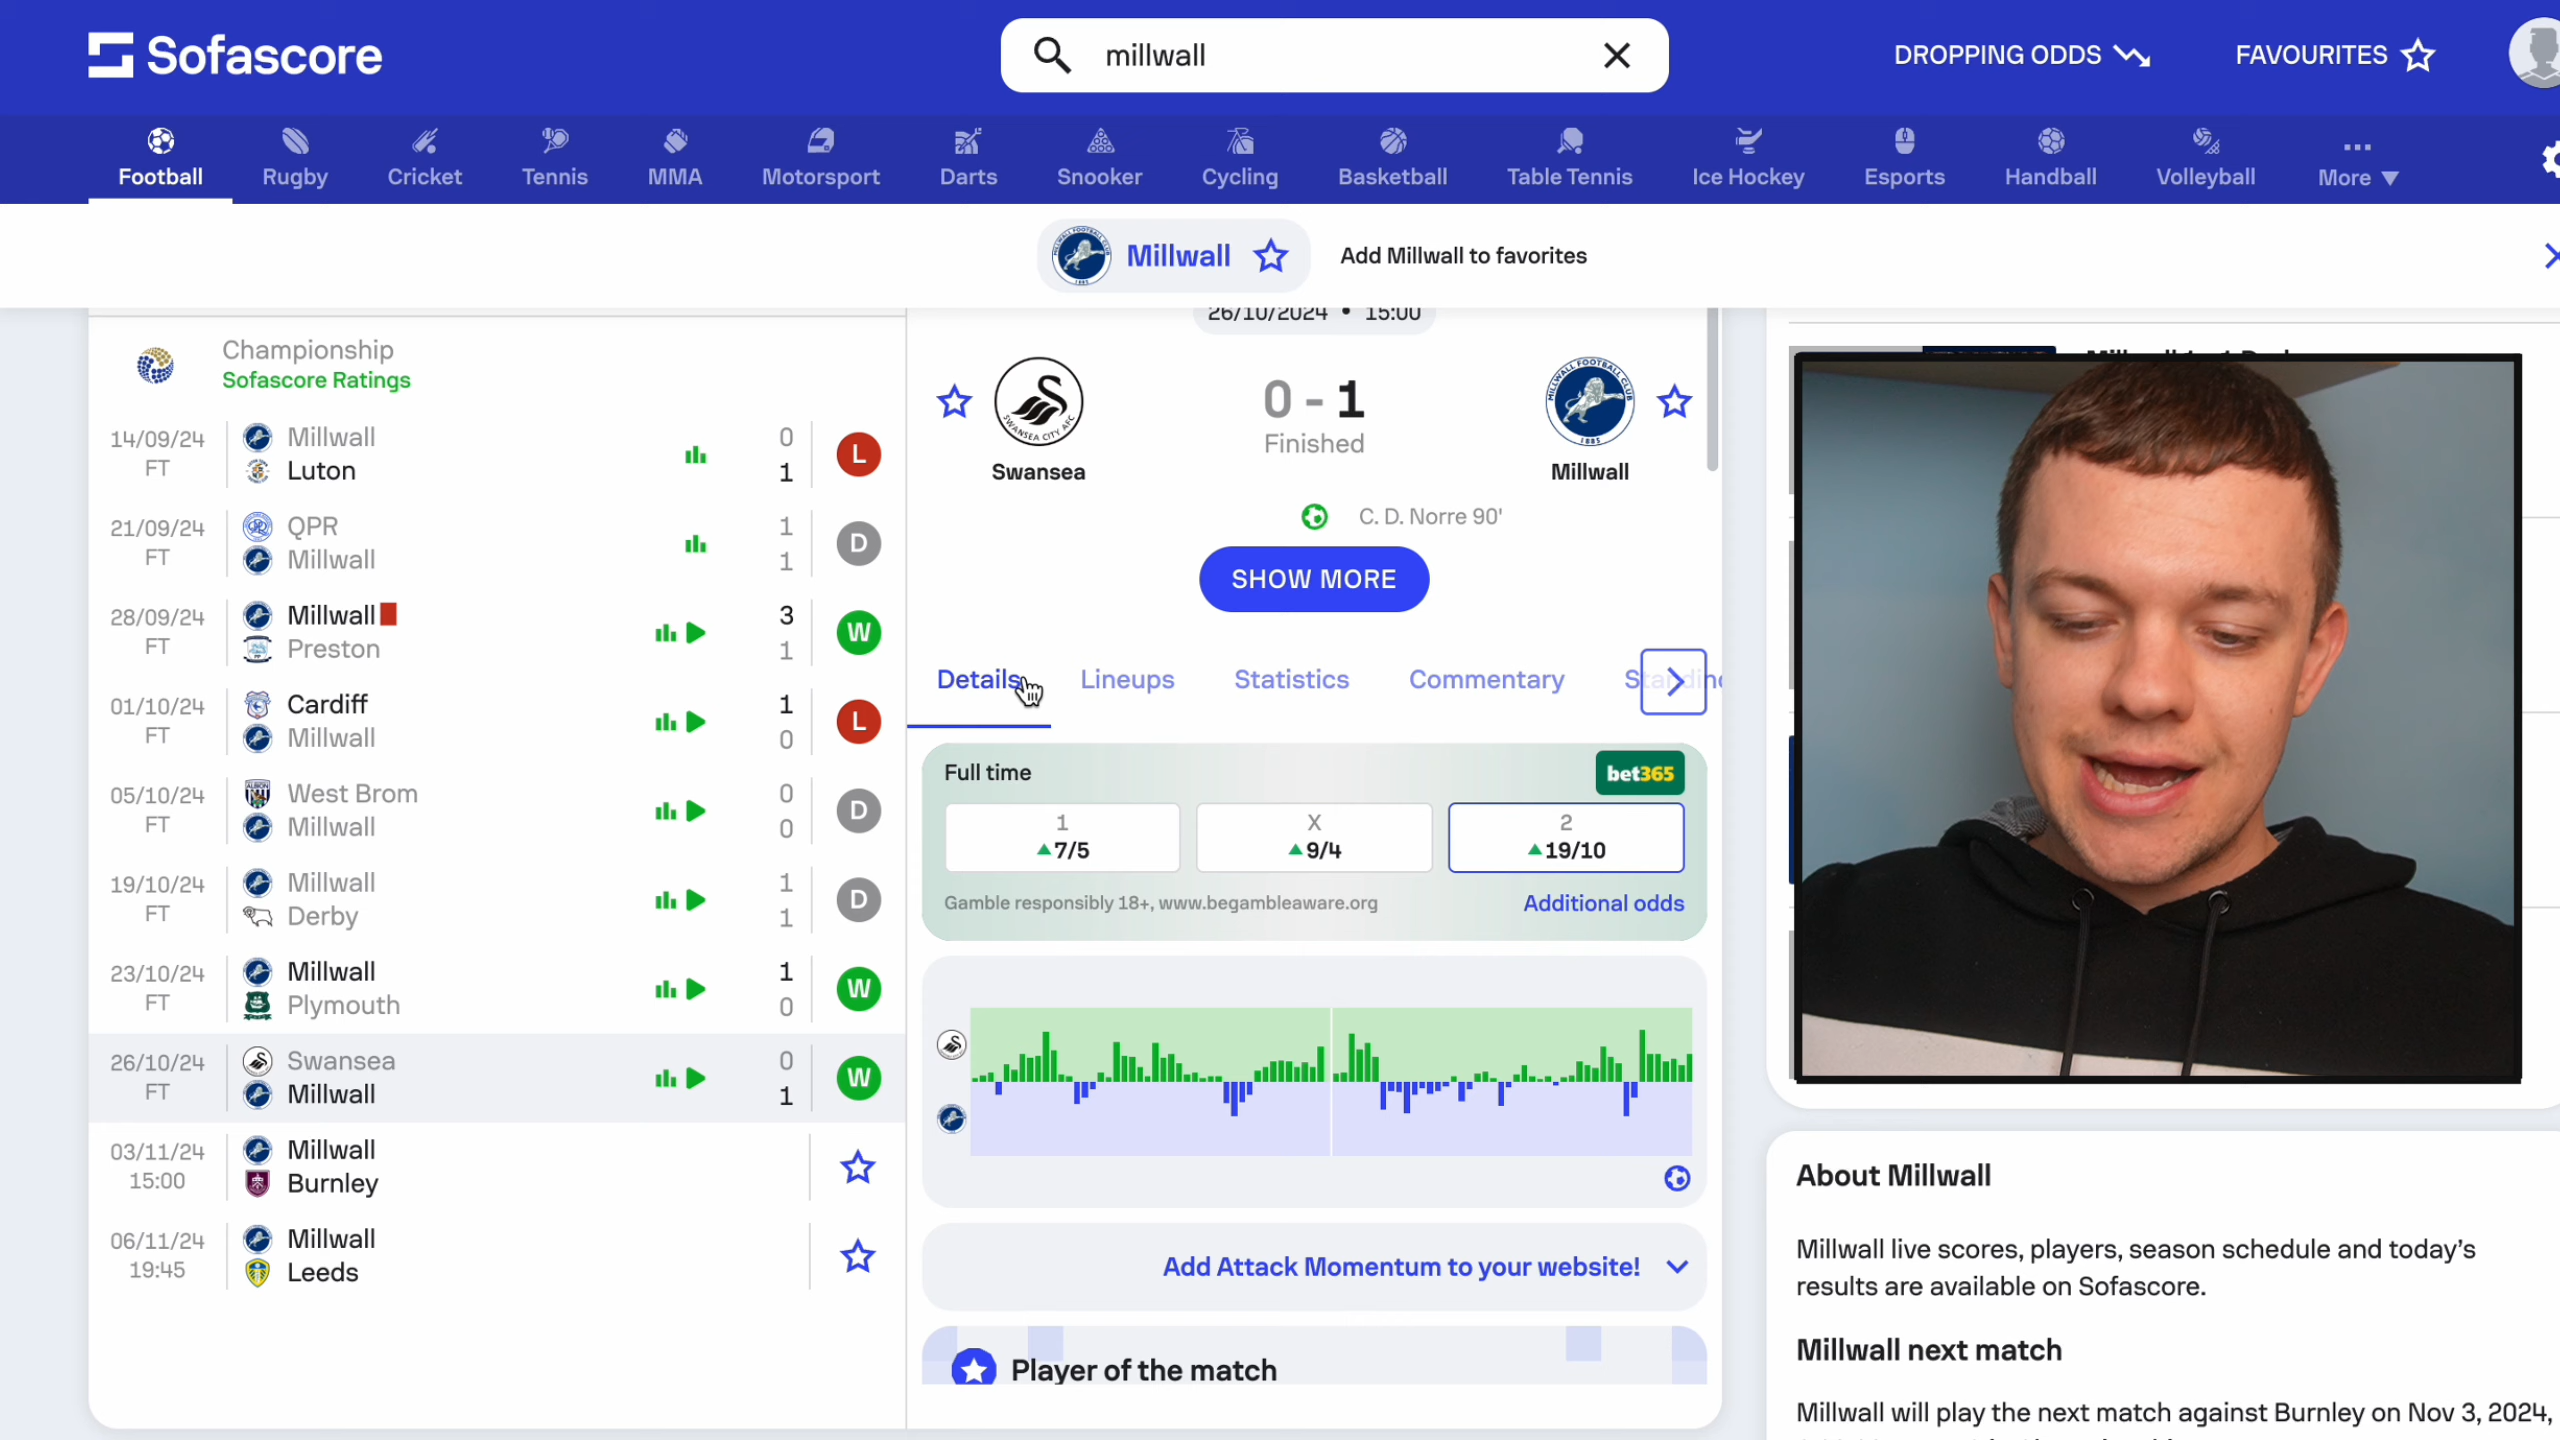 Sofascore
millwall
DROPPING ODDS
FAVOURITES
Football
Rugby
Cricket
Tennis
MMA
Motorsport
Darts
Snooker
Cycling
Basketball
Table Tennis
Ice Hockey
Esports
Handball
Volleyball
More
Millwall
Add Millwall to favorites
Championship
Sofascore Ratings
14/09/24
FT
Millwall
Luton
0
1
L
21/09/24
FT
QPR
Millwall
1
1
D
28/09/24
FT
Millwall
Preston
3
1
W
01/10/24
FT
Cardiff
Millwall
1
0
L
05/10/24
FT
West Brom
Millwall
0
0
D
19/10/24
FT
Millwall
Derby
1
1
D
23/10/24
FT
Millwall
Plymouth
1
0
W
26/10/24
FT
Swansea
Millwall
0
1
W
03/11/24
15:00
Millwall
Burnley
06/11/24
19:45
Millwall
Leeds
26/10/2024 • 15:00
SWANSEA CITY AFC
0 - 1
Finished
MILLWALL FOOTBALL CLUB
1885
Swansea
Millwall
C. D. Norre 90'
SHOW MORE
Details
Lineups
Statistics
Commentary
Full time
bet365
1
7/5
X
9/4
2
19/10
Gamble responsibly 18+, www.begambleaware.org
Additional odds
Add Attack Momentum to your website!
Player of the match
About Millwall
Millwall live scores, players, season schedule and today's
results are available on Sofascore.
Millwall next match
Millwall will play the next match against Burnley on Nov 3, 2024,